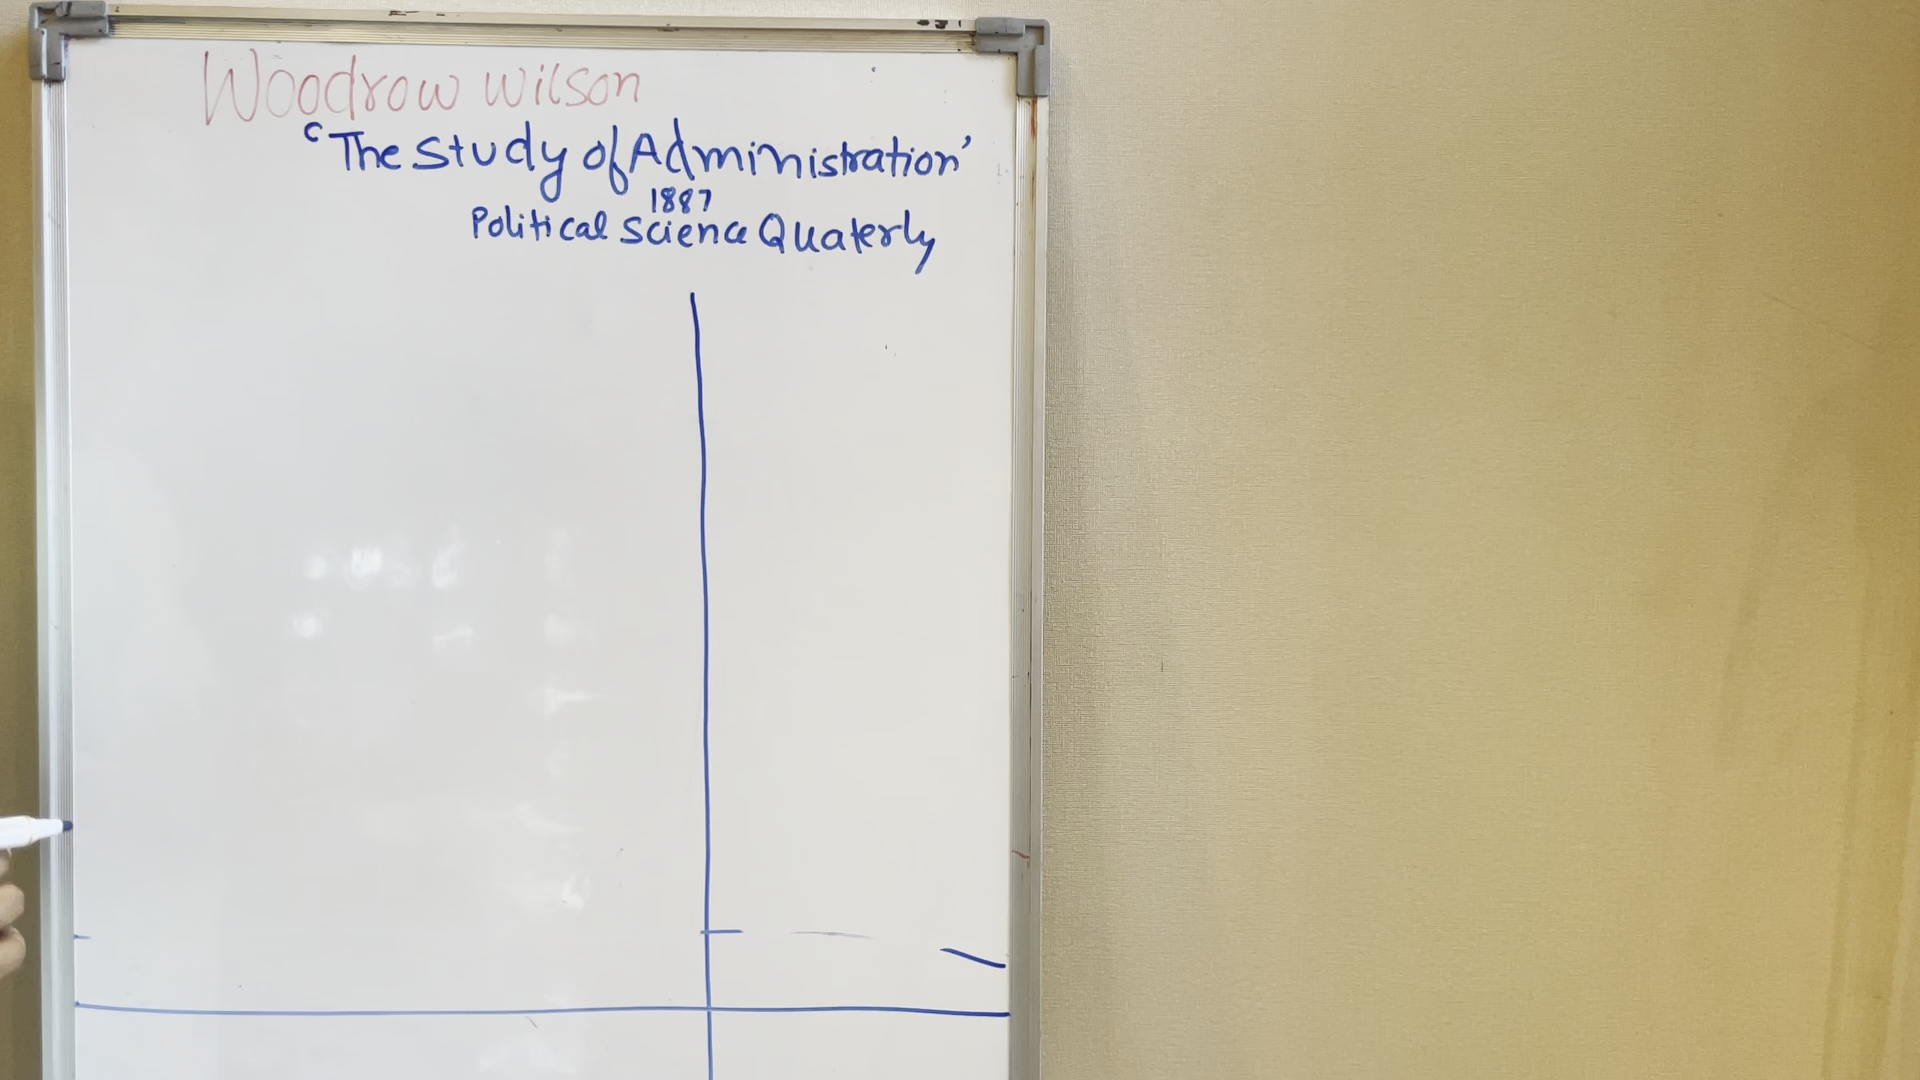 Woodrow Wilson
'The Study of Administration'
1887
Political Science Quaterly